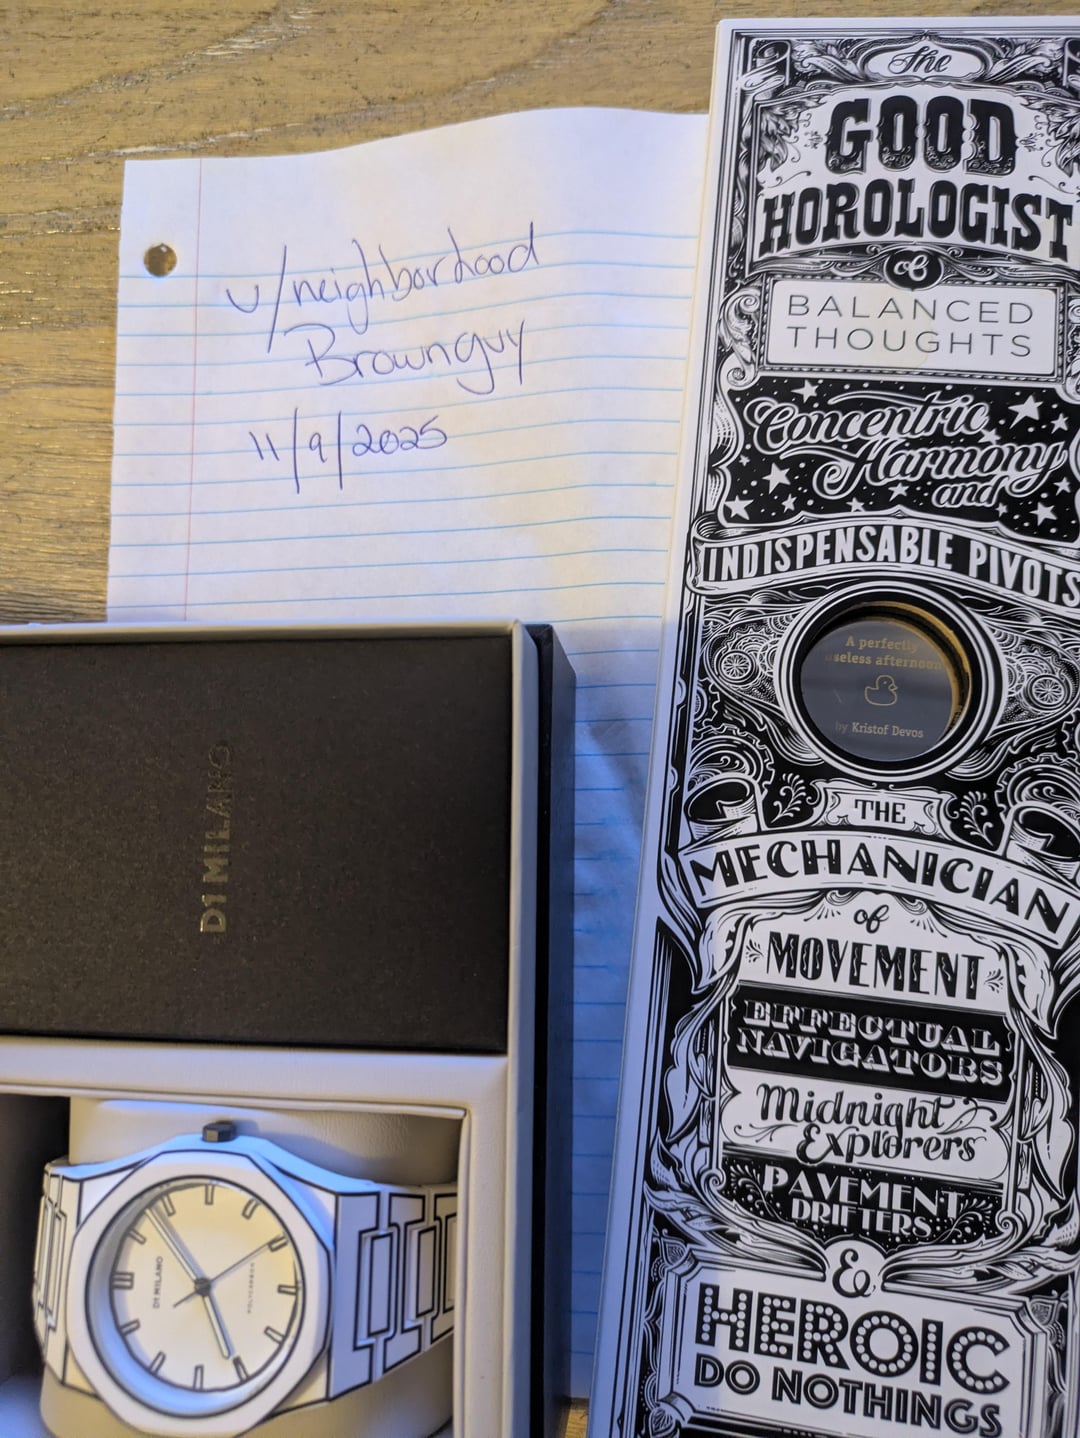 u/neighborhood
Brownguy
11/9/2025
The
GOOD
HOROLOGIST
of
BALANCED
THOUGHTS
Concentric
Harmony
and
INDISPENSABLE PIVOTS
A perfectly
useless afternoon
by Kristof Devos
THE
MECHANICIAN
of
MOVEMENT
EFFECTUAL
NAVIGATORS
Midnight
Explorers
PAVEMENT
DRIFTERS
&
HEROIC
DO NOTHINGS
D1 MILANO
D1 MILANO
POLYCARBON